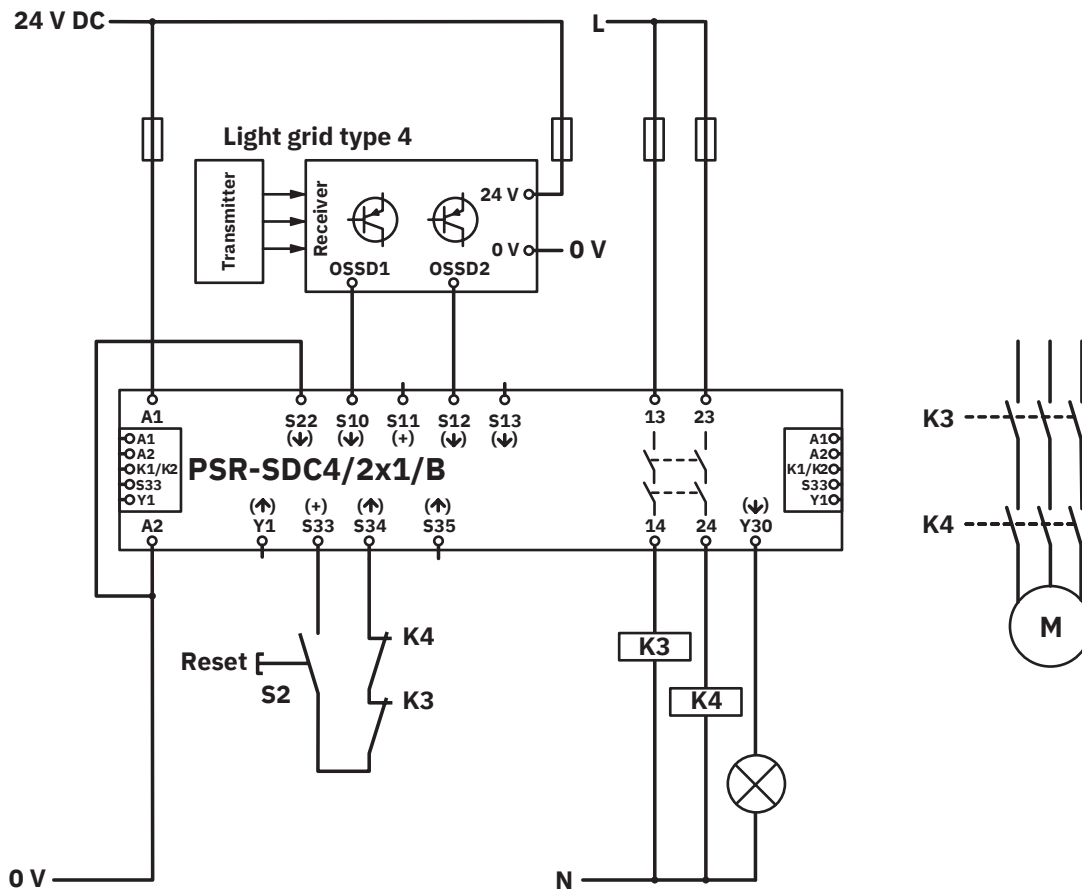 24 V DC
L
Light grid type 4
Transmitter
Receiver
24 V
0 V
0 V
OSSD1
OSSD2
A1
S22
S10
S11
S12
S13
13
23
(↓)
(↓)
(+)
(↓)
(↓)
A1
A2
K1/K2
S33
Y1
PSR-SDC4/2x1/B
A1
A2
K1/K2
S33
Y1
(↑)
(+)
(↑)
(↑)
(↓)
A2
Y1
S33
S34
S35
14
24
Y30
K3
K4
M
Reset
S2
K4
K3
K3
K4
0 V
N